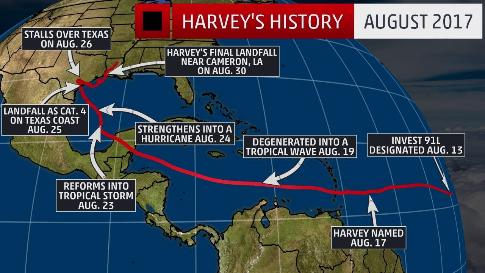 HARVEY'S HISTORY
AUGUST 2017
STALLS OVER TEXAS
ON AUG. 26
HARVEY'S FINAL LANDFALL
NEAR CAMERON, LA
ON AUG. 30
LANDFALL AS CAT. 4
ON TEXAS COAST
AUG. 25
STRENGTHENS INTO A
HURRICANE AUG. 24
DEGENERATED INTO A
TROPICAL WAVE AUG. 19
INVEST 91L
DESIGNATED AUG. 13
REFORMS INTO
TROPICAL STORM
AUG. 23
HARVEY NAMED
AUG. 17